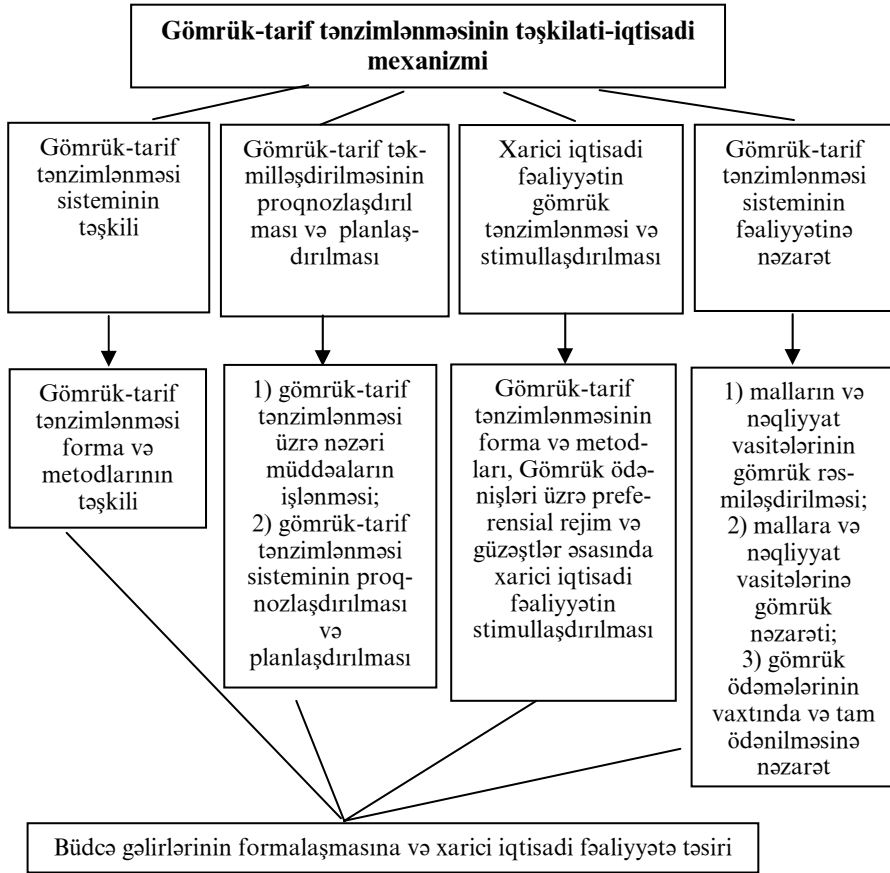 Gömrük-tarif tənzimlənməsinin təşkilati-iqtisadi
mexanizmi
Gömrük-tarif
tənzimlənməsi
sisteminin
təşkili
Gömrük-tarif tək-
milləşdirilməsinin
proqnozlaşdırıl
ması və planlaş-
dırılması
Xarici iqtisadi
fəaliyyətin
gömrük
tənzimlənməsi və
stimullaşdırılması
Gömrük-tarif
tənzimlənməsi
sisteminin
fəaliyyətinə
nəzarət
Gömrük-tarif
tənzimlənməsi
forma və
metodlarının
təşkili
1) gömrük-tarif
tənzimlənməsi
üzrə nəzəri
müddəaların
işlənməsi;
2) gömrük-tarif
tənzimlənməsi
sisteminin proq-
nozlaşdırılması
və
planlaşdırılması
Gömrük-tarif
tənzimlənməsinin
forma və metod-
ları, Gömrük ödə-
nişləri üzrə prefe-
rensial rejim və
güzəştlər əsasında
xarici iqtisadi
fəaliyyətin
stimullaşdırılması
1) malların və
nəqliyyat
vasitələrinin
gömrük rəs-
miləşdirilməsi;
2) mallara və
nəqliyyat
vasitələrinə
gömrük
nəzarəti;
3) gömrük
ödəmələrinin
vaxtında və tam
ödənilməsinə
nəzarət
Büdcə gəlirlərinin formalaşmasına və xarici iqtisadi fəaliyyətə təsiri